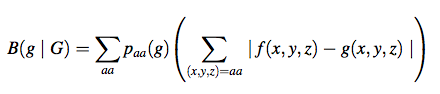 B(g | G) = ∑_{aa} p_{aa}(g) ( ∑_{(x,y,z)=aa} | f(x, y, z) − g(x, y, z) | )